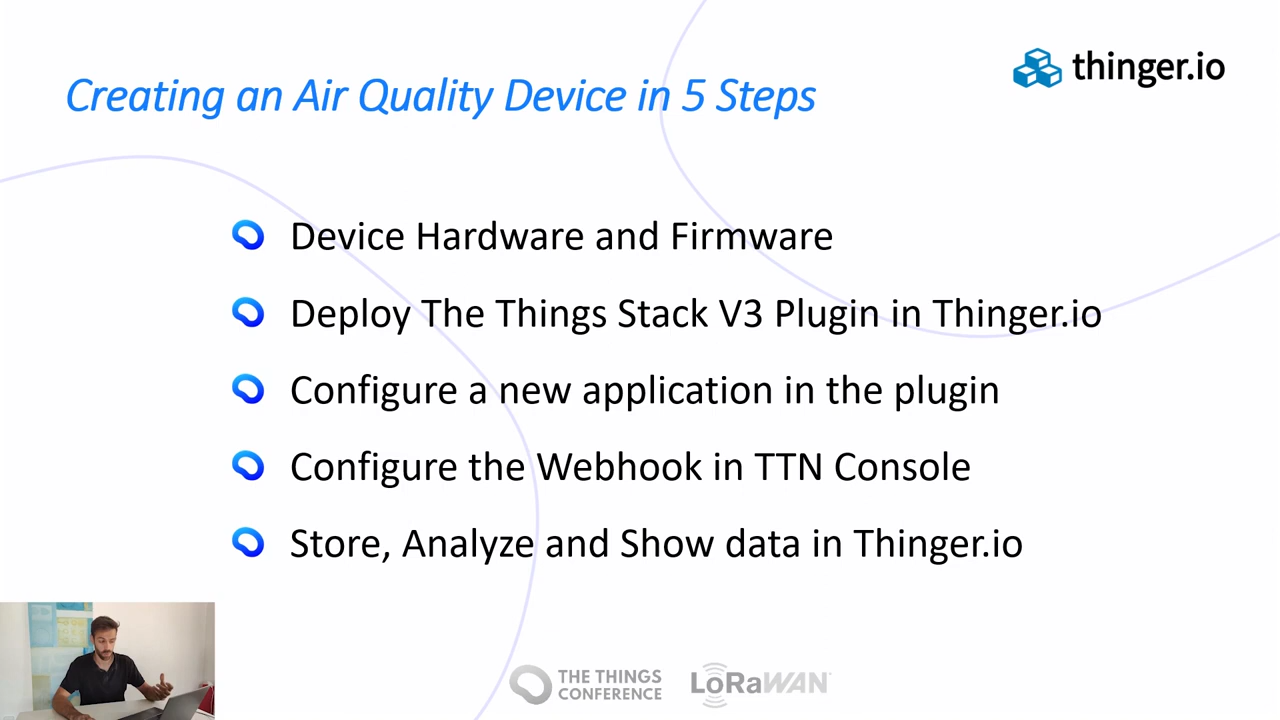 thinger.io
Creating an Air Quality Device in 5 Steps
Device Hardware and Firmware
Deploy The Things Stack V3 Plugin in Thinger.io
Configure a new application in the plugin
Configure the Webhook in TTN Console
Store, Analyze and Show data in Thinger.io
THE THINGS
CONFERENCE
LoRaWAN